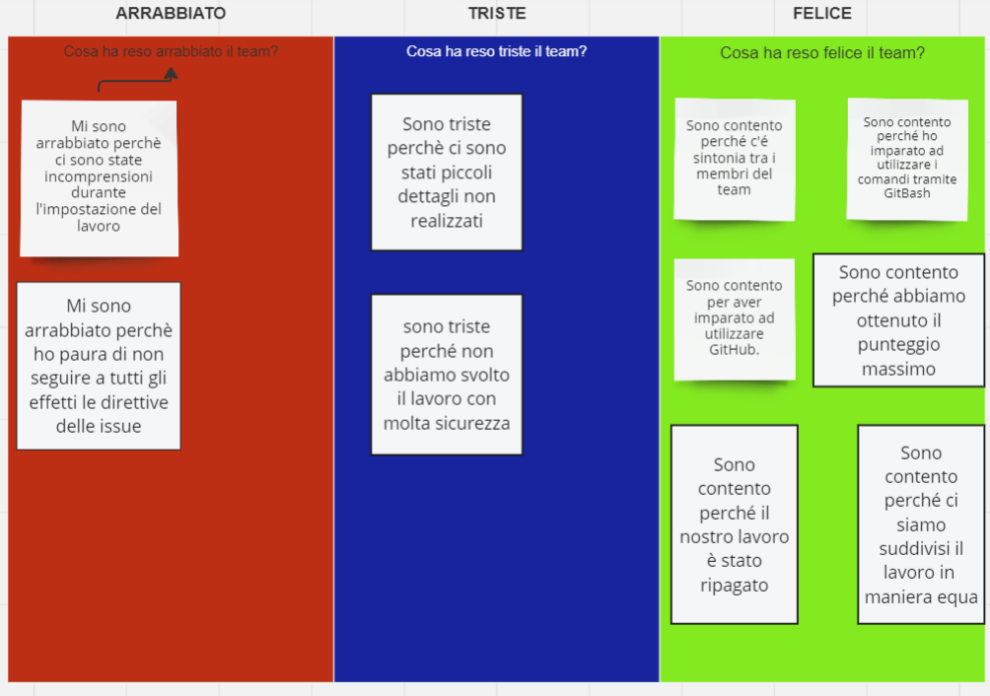 ARRABBIATO
TRISTE
FELICE
Cosa ha reso arrabbiato il team?
Cosa ha reso triste il team?
Cosa ha reso felice il team?
Mi sono
arrabbiato perchè
ci sono state
incomprensioni
durante
l'impostazione del
lavoro
Mi sono
arrabbiato perchè
ho paura di non
seguire a tutti gli
effetti le direttive
delle issue
Sono triste
perchè ci sono
stati piccoli
dettagli non
realizzati
sono triste
perché non
abbiamo svolto
il lavoro con
molta sicurezza
Sono contento
perché c'é
sintonia tra i
membri del
team
Sono contento
perché ho
imparato ad
utilizzare i
comandi tramite
GitBash
Sono contento
per aver
imparato ad
utilizzare
GitHub.
Sono contento
perché abbiamo
ottenuto il
punteggio
massimo
Sono
contento
perché il
nostro lavoro
è stato
ripagato
Sono
contento
perché ci
siamo
suddivisi il
lavoro in
maniera equa